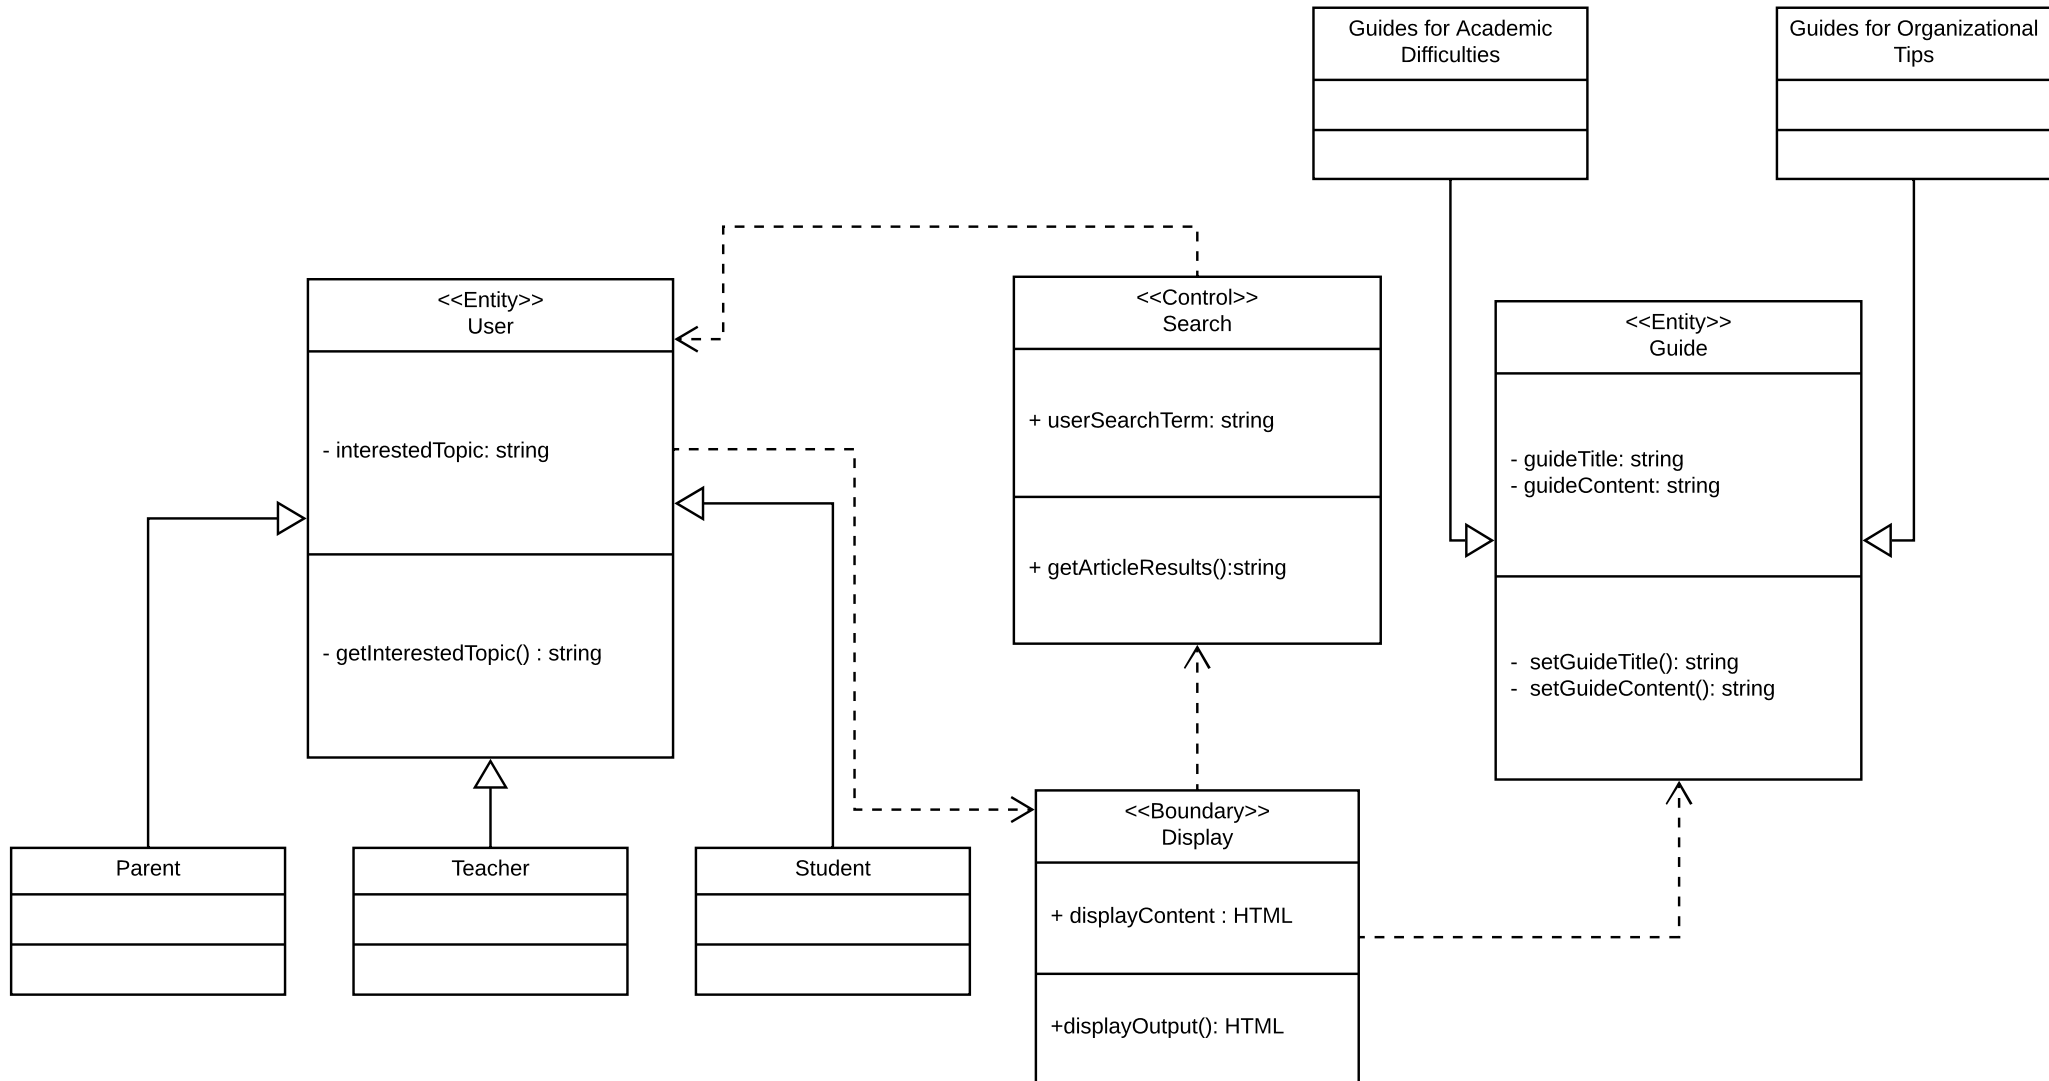 Guides for Academic
Difficulties
Guides for Organizational
Tips
<<Entity>>
User
- interestedTopic: string
- getInterestedTopic() : string
<<Control>>
Search
+ userSearchTerm: string
+ getArticleResults():string
<<Entity>>
Guide
- guideTitle: string
- guideContent: string
-  setGuideTitle(): string
-  setGuideContent(): string
Parent
Teacher
Student
<<Boundary>>
Display
+ displayContent : HTML
+displayOutput(): HTML